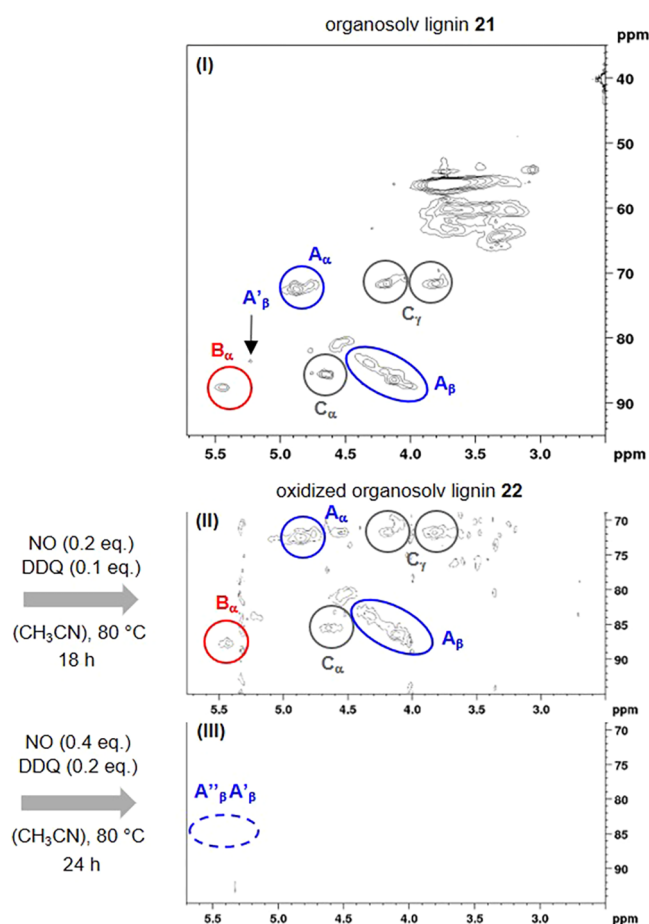 organosolv lignin 21
ppm
(I)
40
50
60
70
80
90
Aα
A'β
Cγ
Bα
Cα
Aβ
5.5 5.0 4.5 4.0 3.5 3.0 ppm
oxidized organosolv lignin 22
NO (0.2 eq.)
DDQ (0.1 eq.)
(CH3CN), 80 °C
18 h
(II)
Aα
Cγ
Bα
Cα
Aβ
70
75
80
85
90
5.5 5.0 4.5 4.0 3.5 3.0 ppm
NO (0.4 eq.)
DDQ (0.2 eq.)
(CH3CN), 80 °C
24 h
(III)
A''β A'β
70
75
80
85
90
5.5 5.0 4.5 4.0 3.5 3.0 ppm